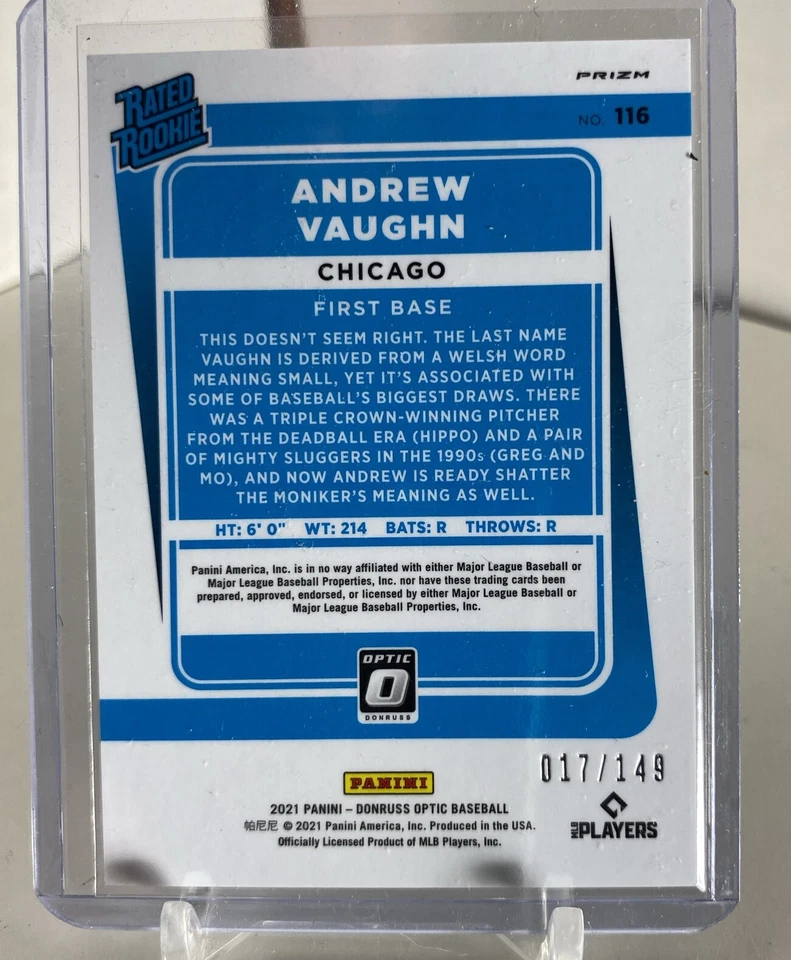 PRIZM
RATED
ROOKIE
NO. 116
ANDREW
VAUGHN
CHICAGO
FIRST BASE
THIS DOESN'T SEEM RIGHT. THE LAST NAME
VAUGHN IS DERIVED FROM A WELSH WORD
MEANING SMALL, YET IT'S ASSOCIATED WITH
SOME OF BASEBALL'S BIGGEST DRAWS. THERE
WAS A TRIPLE CROWN-WINNING PITCHER
FROM THE DEADBALL ERA (HIPPO) AND A PAIR
OF MIGHTY SLUGGERS IN THE 1990s (GREG AND
MO), AND NOW ANDREW IS READY SHATTER
THE MONIKER'S MEANING AS WELL.
HT: 6' 0" WT: 214 BATS: R THROWS: R
Panini America, Inc. is in no way affiliated with either Major League Baseball or
Major League Baseball Properties, Inc. nor have these trading cards been
prepared, approved, endorsed, or licensed by either Major League Baseball or
Major League Baseball Properties, Inc.
OPTIC
O
DONRUSS
017/149
PANINI
2021 PANINI – DONRUSS OPTIC BASEBALL
帕尼尼 © 2021 Panini America, Inc. Produced in the USA.
Officially Licensed Product of MLB Players, Inc.
MLB PLAYERS